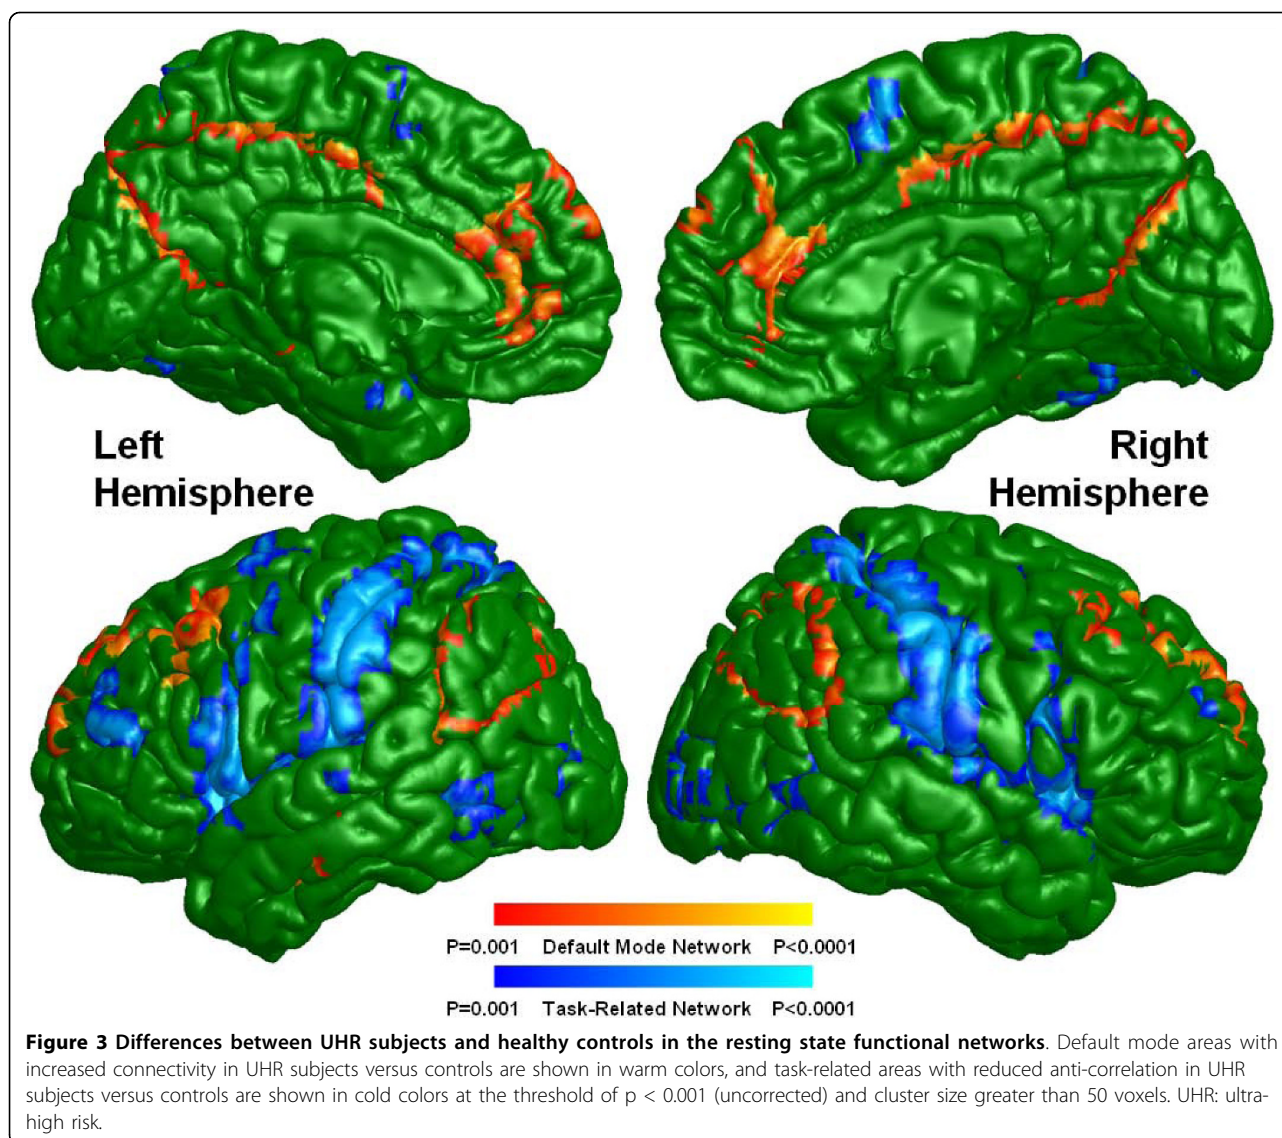 Left
Hemisphere
Right
Hemisphere
P=0.001 Default Mode Network P<0.0001
P=0.001 Task-Related Network P<0.0001
Figure 3 Differences between UHR subjects and healthy controls in the resting state functional networks. Default mode areas with
increased connectivity in UHR subjects versus controls are shown in warm colors, and task-related areas with reduced anti-correlation in UHR
subjects versus controls are shown in cold colors at the threshold of p < 0.001 (uncorrected) and cluster size greater than 50 voxels. UHR: ultra-
high risk.